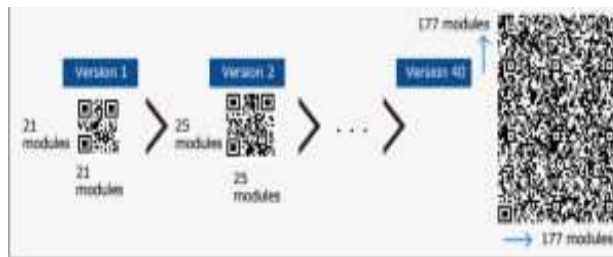 177 modules
Version 1
Version 2
Version 40
21
modules
25
modules
21
modules
25
modules
. . .
177 modules